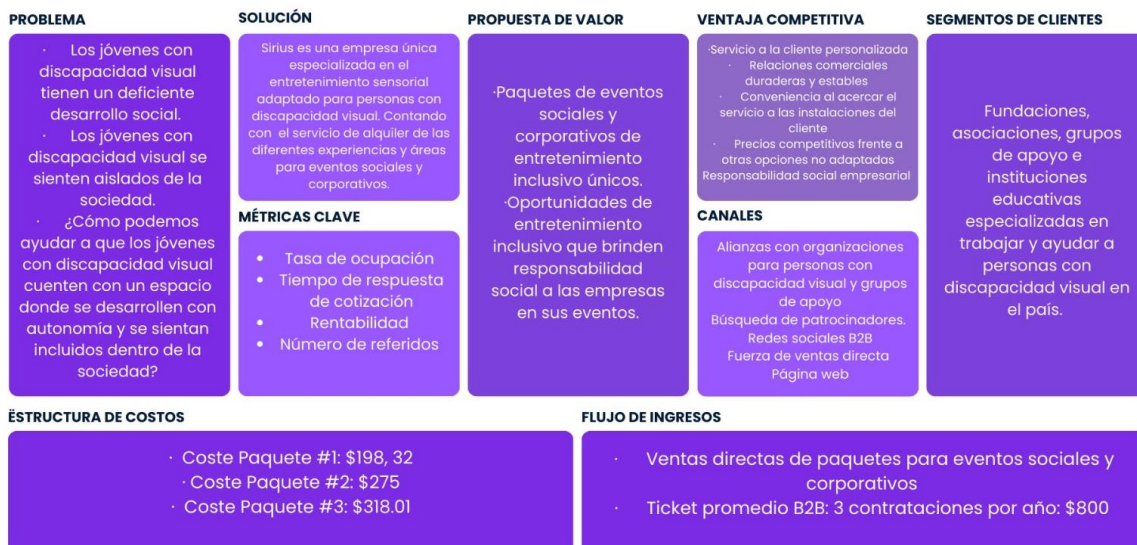 PROBLEMA
· Los jóvenes con
discapacidad visual
tienen un deficiente
desarrollo social.
· Los jóvenes con
discapacidad visual se
sienten aislados de la
sociedad.
· ¿Cómo podemos
ayudar a que los jóvenes
con discapacidad visual
cuenten con un espacio
donde se desarrollen con
autonomía y se sientan
incluidos dentro de la
sociedad?
SOLUCIÓN
Sirius es una empresa única
especializada en el
entretenimiento sensorial
adaptado para personas con
discapacidad visual. Contando
con el servicio de alquiler de las
diferentes experiencias y áreas
para eventos sociales y
corporativos.
MÉTRICAS CLAVE
• Tasa de ocupación
• Tiempo de respuesta
de cotización
• Rentabilidad
• Número de referidos
PROPUESTA DE VALOR
·Paquetes de eventos
sociales y
corporativos de
entretenimiento
inclusivo únicos.
·Oportunidades de
entretenimiento
inclusivo que brinden
responsabilidad
social a las empresas
en sus eventos.
VENTAJA COMPETITIVA
·Servicio a la cliente personalizada
· Relaciones comerciales
duraderas y estables
· Conveniencia al acercar el
servicio a las instalaciones del
cliente
· Precios competitivos frente a
otras opciones no adaptadas
Responsabilidad social empresarial
CANALES
Alianzas con organizaciones
para personas con
discapacidad visual y grupos
de apoyo
Búsqueda de patrocinadores.
Redes sociales B2B
Fuerza de ventas directa
Página web
SEGMENTOS DE CLIENTES
Fundaciones,
asociaciones, grupos
de apoyo e
instituciones
educativas
especializadas en
trabajar y ayudar a
personas con
discapacidad visual en
el país.
ËSTRUCTURA DE COSTOS
· Coste Paquete #1: $198, 32
· Coste Paquete #2: $275
· Coste Paquete #3: $318.01
FLUJO DE INGRESOS
· Ventas directas de paquetes para eventos sociales y
corporativos
· Ticket promedio B2B: 3 contrataciones por año: $800